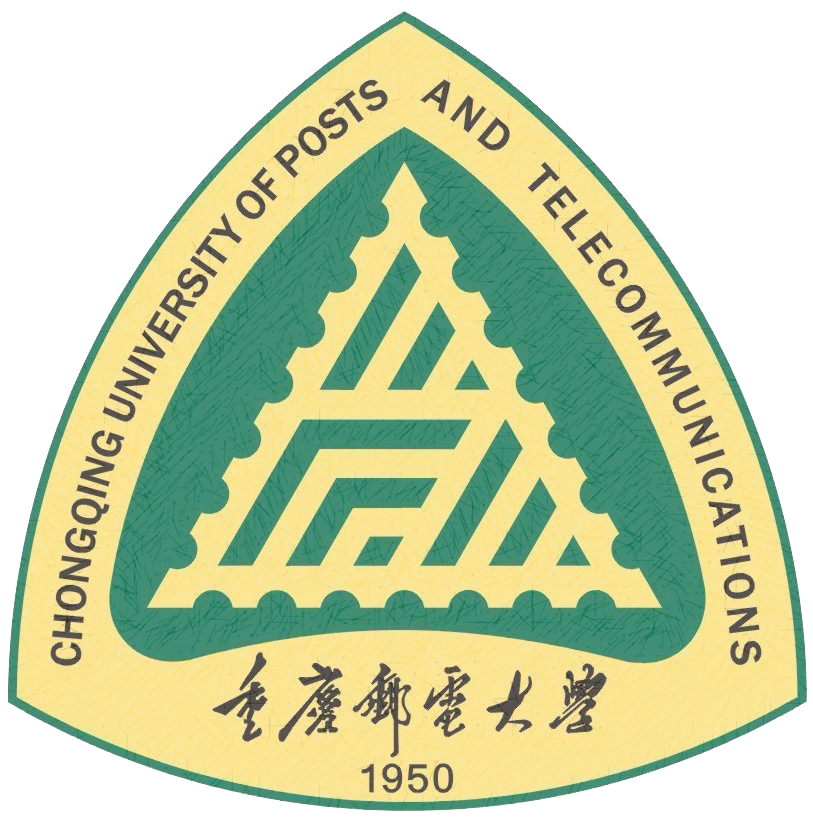 CHONGQING UNIVERSITY OF POSTS AND TELECOMMUNICATIONS
重慶郵電大學
1950